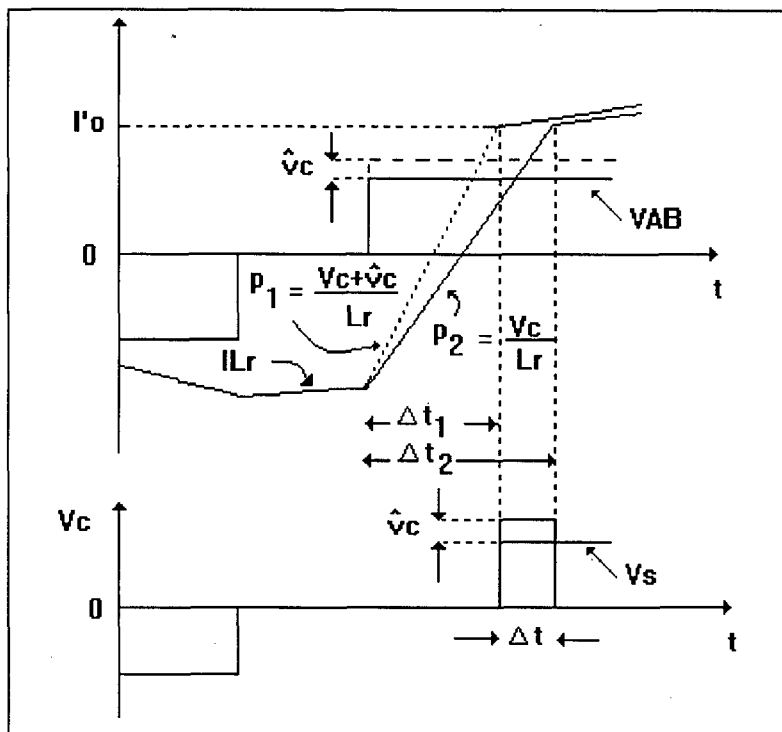 I'o
v̂c
VAB
0
t
p1 = Vc+v̂c / Lr
p2 = Vc / Lr
ILr
Δt1
Δt2
Vc
v̂c
Vs
0
Δt
t